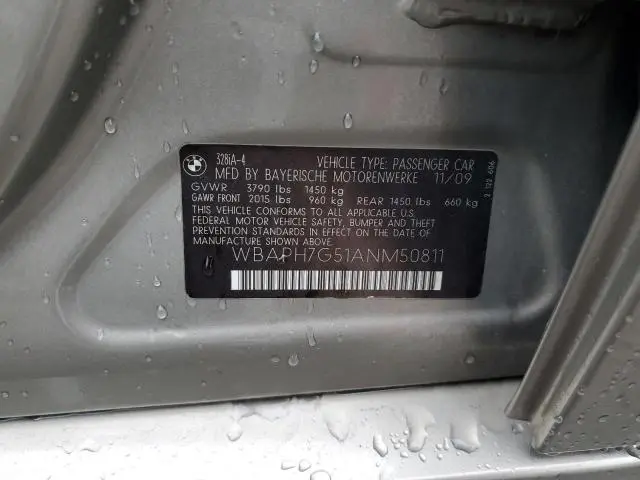 BMW
328iA-4 VEHICLE TYPE: PASSENGER CAR
MFD BY BAYERISCHE MOTORENWERKE 11/09
GVWR 3790 lbs 1450 kg
GAWR FRONT 2015 lbs 960 kg REAR 1450 lbs 660 kg
THIS VEHICLE CONFORMS TO ALL APPLICABLE U.S.
FEDERAL MOTOR VEHICLE SAFETY, BUMPER, AND THEFT
PREVENTION STANDARDS IN EFFECT ON THE DATE OF
MANUFACTURE SHOWN ABOVE.
WBAPH7G51ANM50811